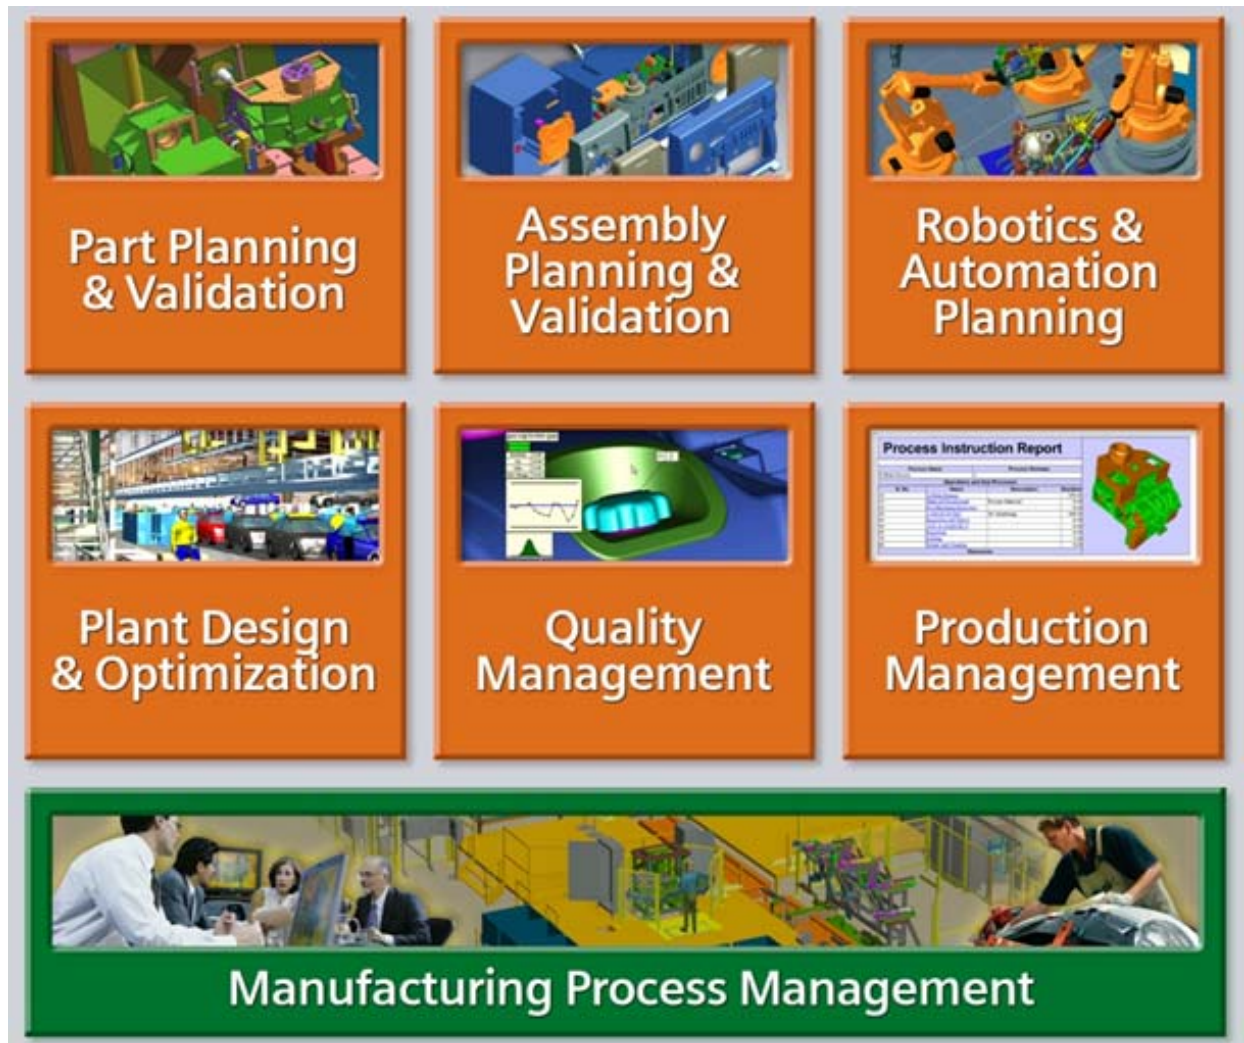 Part Planning
& Validation
Assembly
Planning &
Validation
Robotics &
Automation
Planning
Plant Design
& Optimization
Quality
Management
Process Instruction Report
Production
Management
Manufacturing Process Management